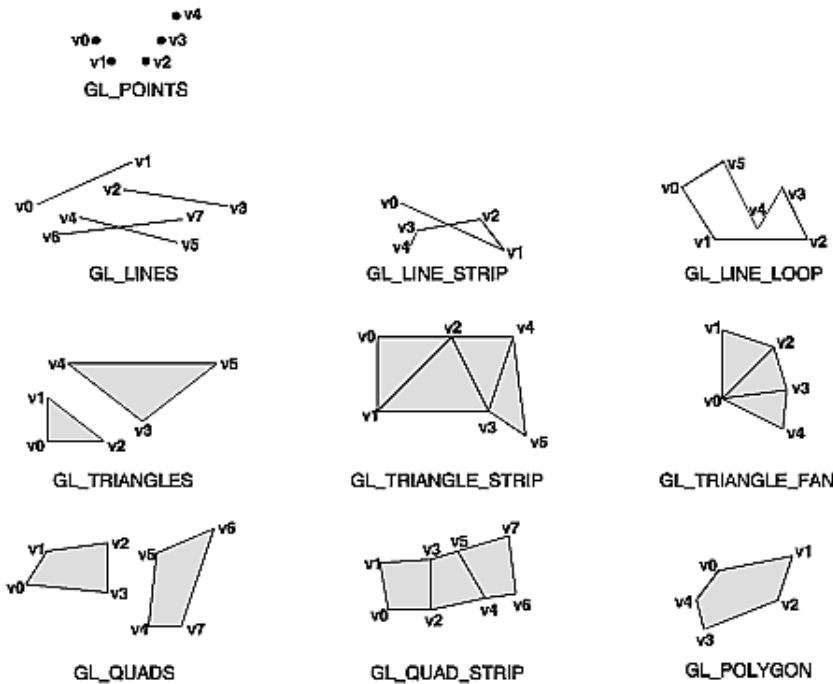 v4
v0 v3
v1 v2
GL_POINTS
v1
v2
v0 v3
v4 v7
v6 v5
GL_LINES
v0
v2
v3
v4 v1
GL_LINE_STRIP
v5
v0 v3
v4
v1 v2
GL_LINE_LOOP
v4 v5
v1
v3
v0 v2
GL_TRIANGLES
v0 v2 v4
v1 v3
v5
GL_TRIANGLE_STRIP
v1
v2
v3
v0
v4
GL_TRIANGLE_FAN
v6
v1 v2 v5
v0 v3
v4 v7
GL_QUADS
v7
v5
v3
v1
v6
v4
v0 v2
GL_QUAD_STRIP
v1
v0
v4 v2
v3
GL_POLYGON